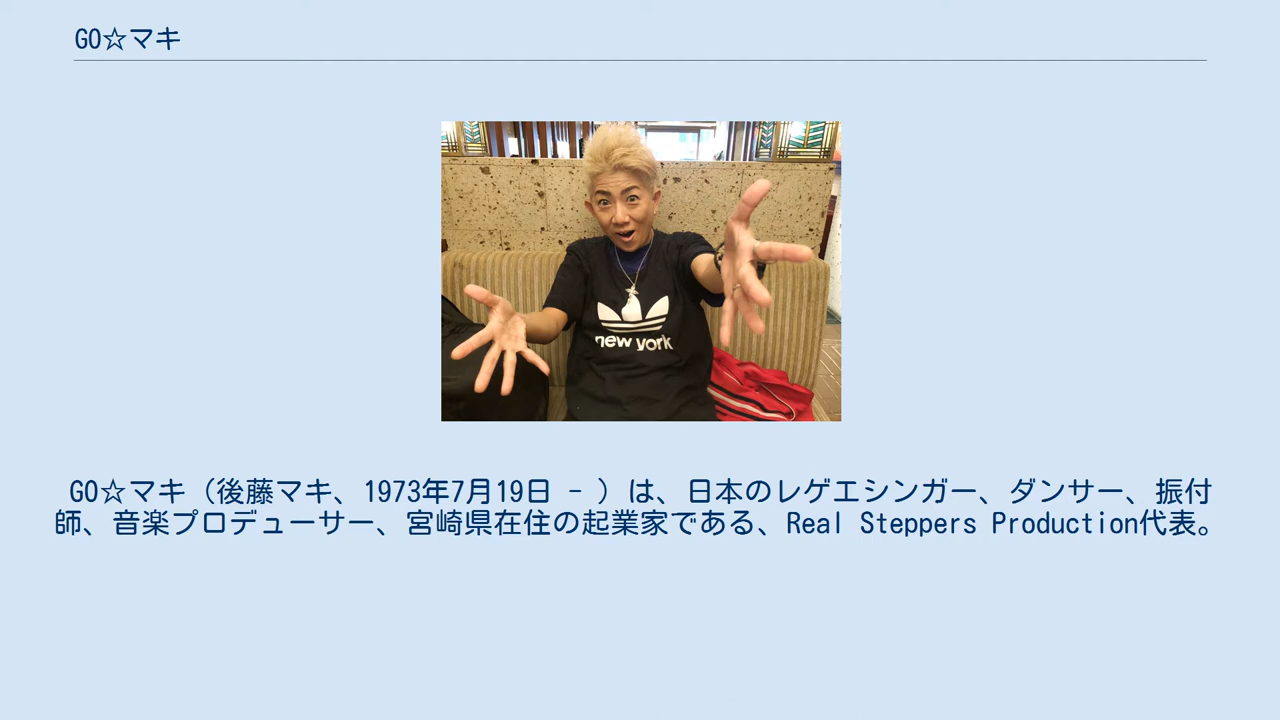 GO☆マキ
new york
GO☆マキ（後藤マキ、1973年7月19日 - ）は、日本のレゲエシンガー、ダンサー、振付
師、音楽プロデューサー、宮崎県在住の起業家である、Real Steppers Production代表。